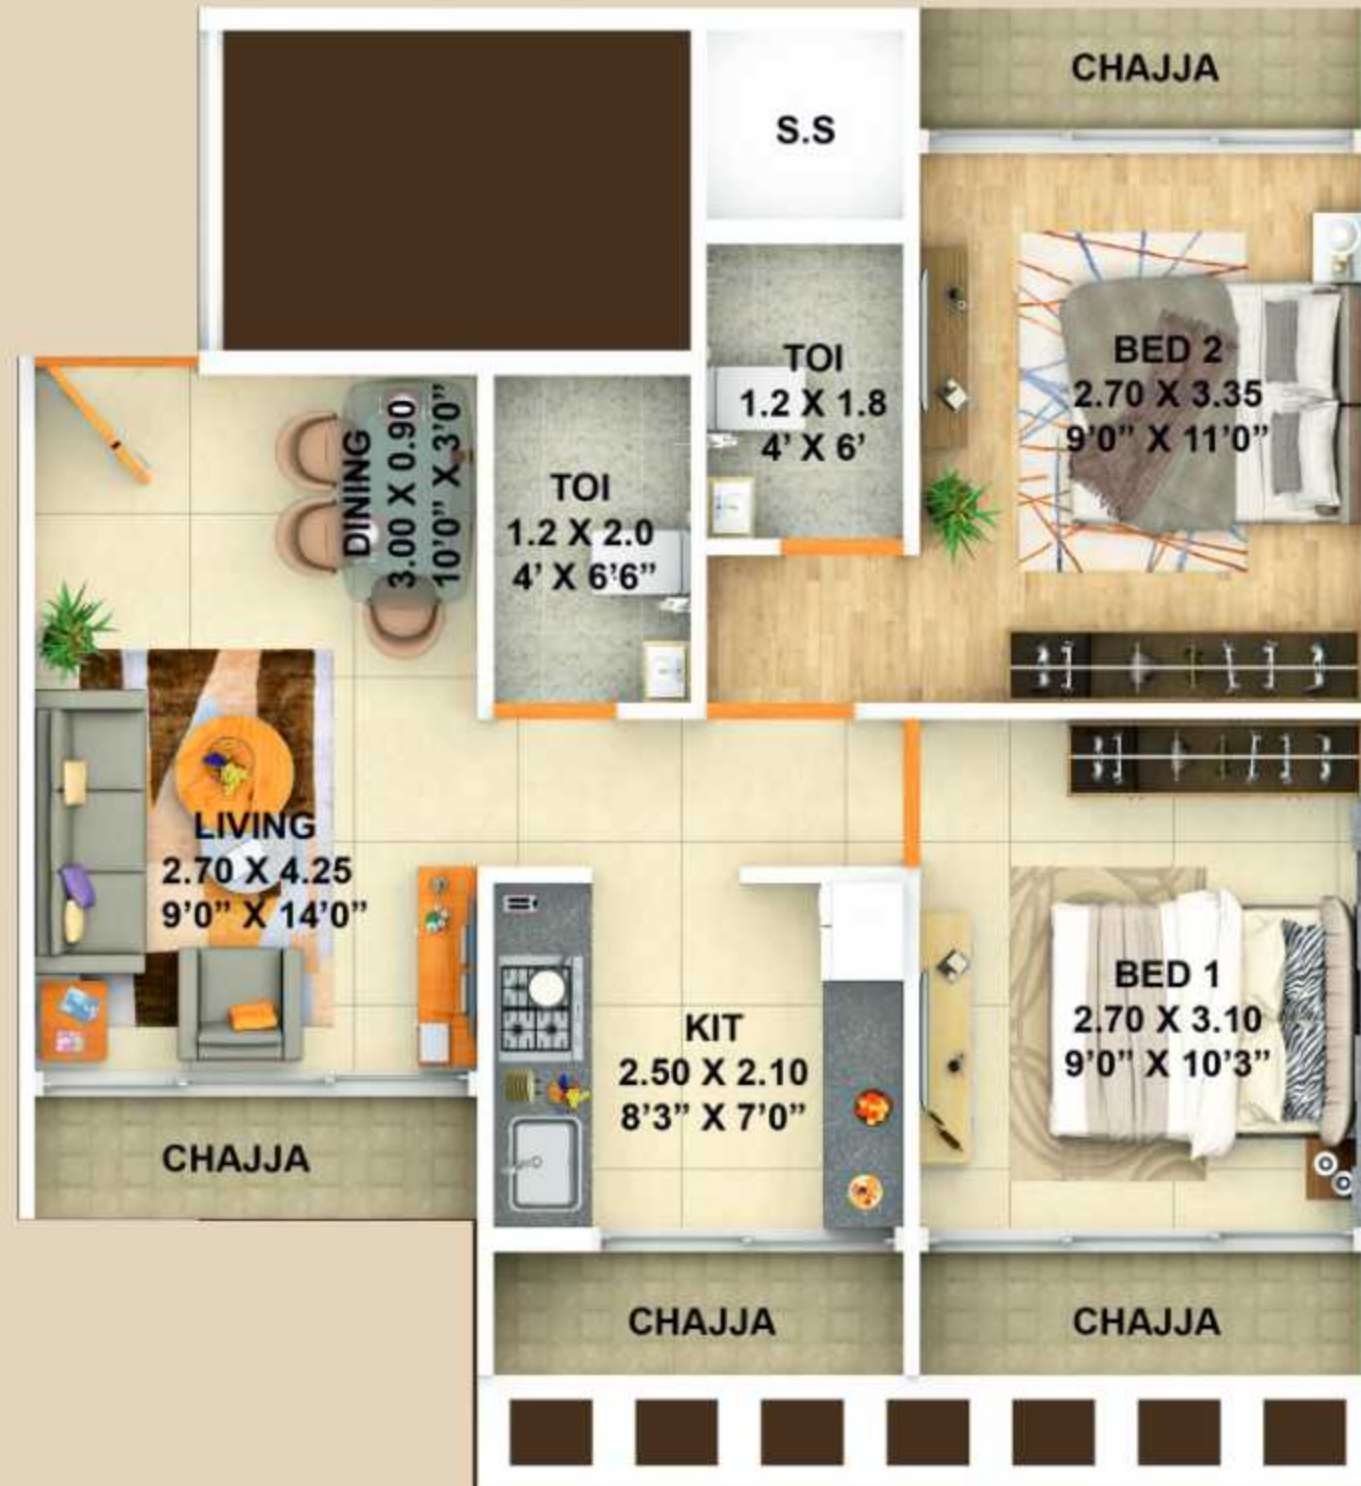 CHAJJA
S.S
TOI
1.2 X 1.8
4' X 6'
BED 2
2.70 X 3.35
9'0” X 11'0”
DINING
3.00 X 0.90
10'0” X 3'0”
TOI
1.2 X 2.0
4' X 6'6”
LIVING
2.70 X 4.25
9'0” X 14'0”
KIT
2.50 X 2.10
8'3” X 7'0”
BED 1
2.70 X 3.10
9'0” X 10'3”
CHAJJA
CHAJJA
CHAJJA